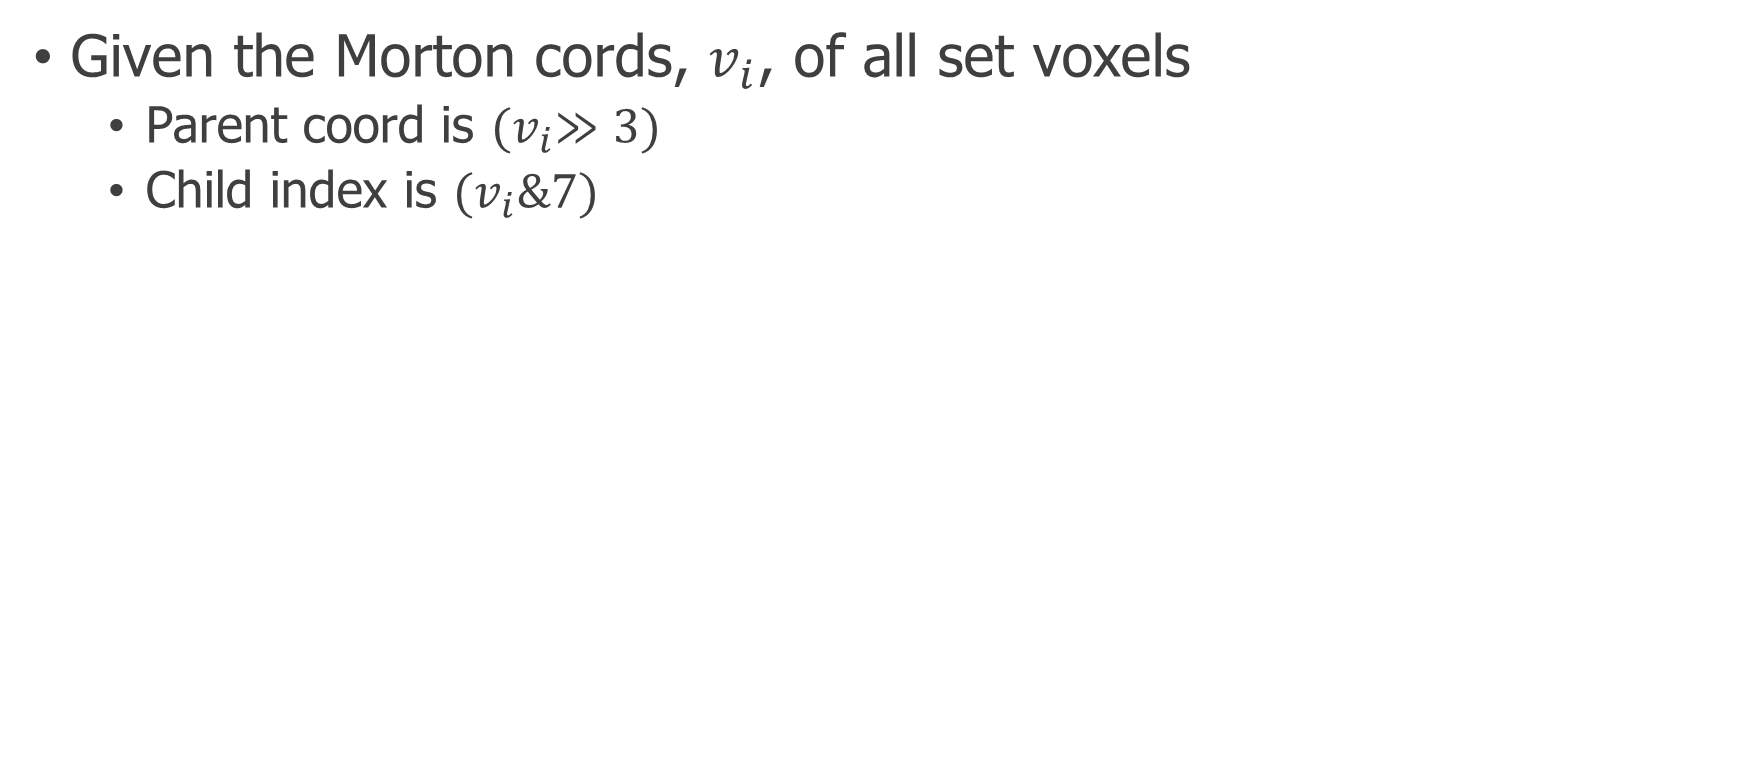 • Given the Morton cords, 𝑣ᵢ, of all set voxels
• Parent coord is (𝑣ᵢ≫ 3)
• Child index is (𝑣ᵢ&7)